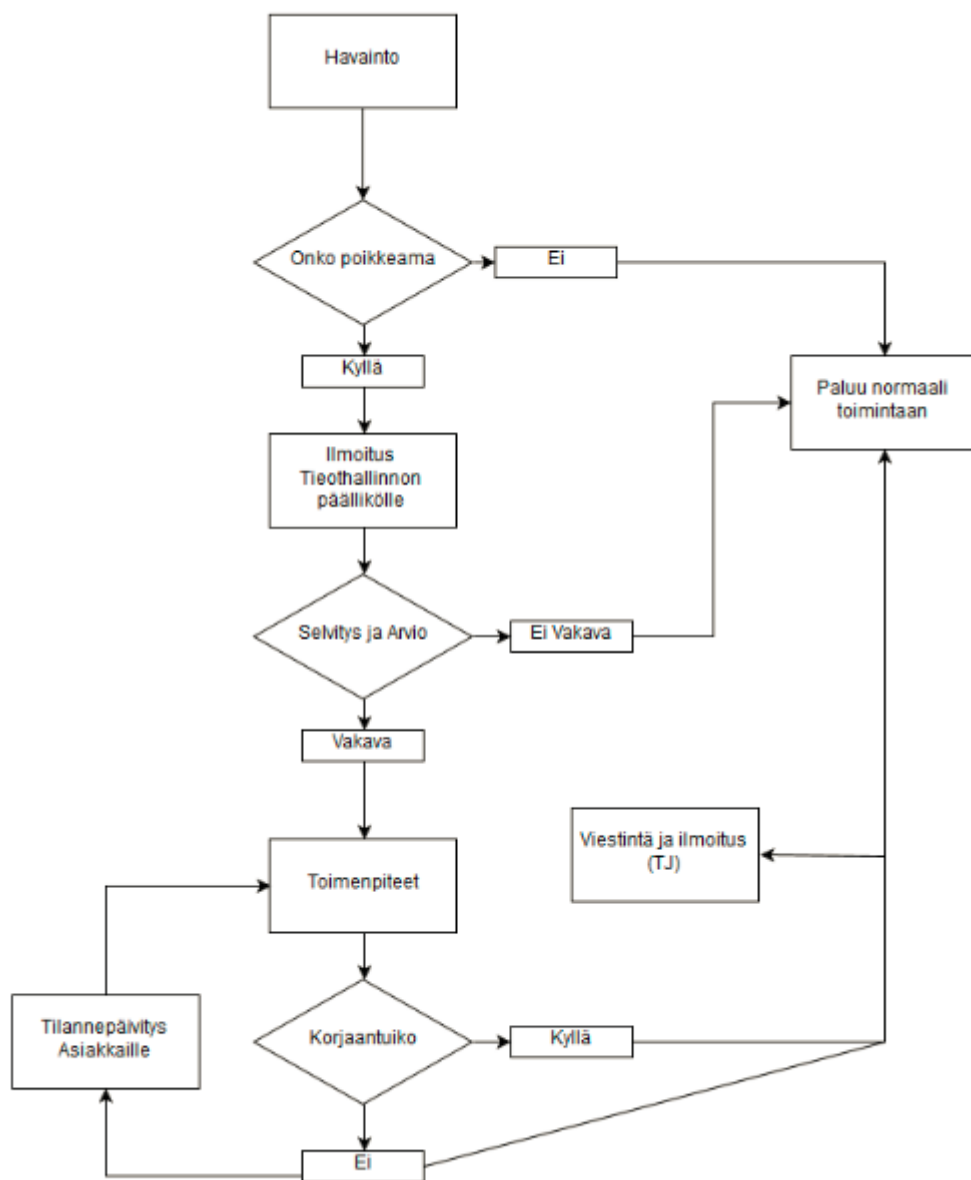 Havainto
Onko poikkeama
Ei
Kyllä
Paluu normaali
toimintaan
Ilmoitus
Tieothallinnon
päällikölle
Selvitys ja Arvio
Ei Vakava
Vakava
Viestintä ja ilmoitus
(TJ)
Toimenpiteet
Tilannepäivitys
Asiakkaille
Korjaantuiko
Kyllä
Ei